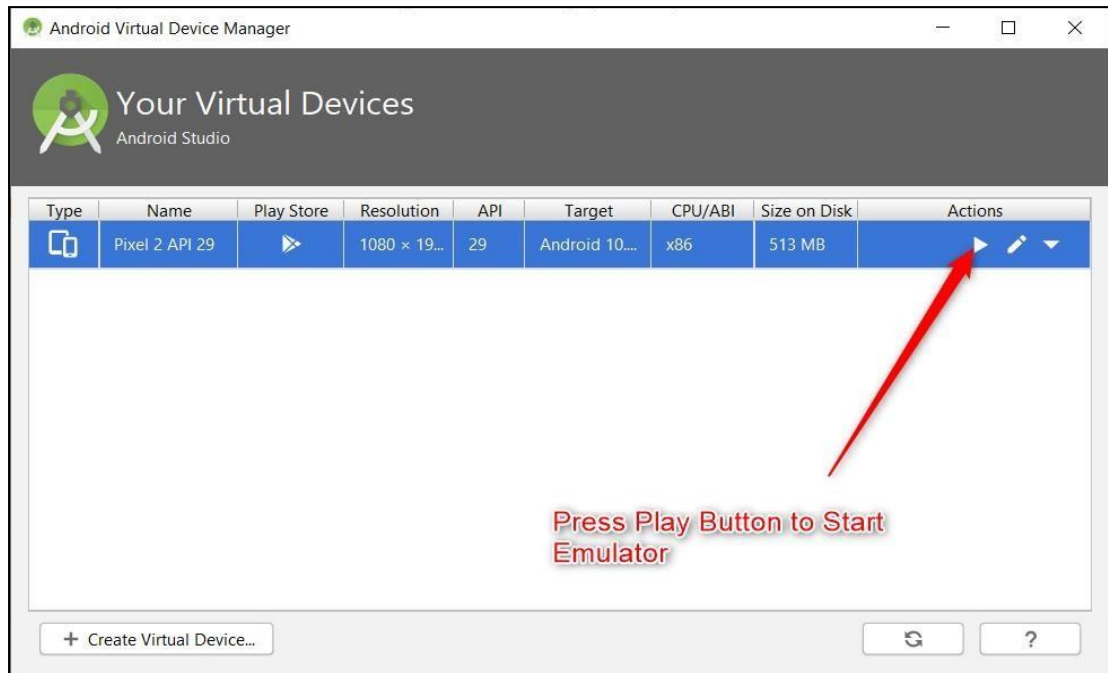 Android Virtual Device Manager
Your Virtual Devices
Android Studio
Type Name Play Store Resolution API Target CPU/ABI Size on Disk Actions
Pixel 2 API 29 1080 × 19... 29 Android 10.... x86 513 MB
Press Play Button to Start
Emulator
+ Create Virtual Device... ?